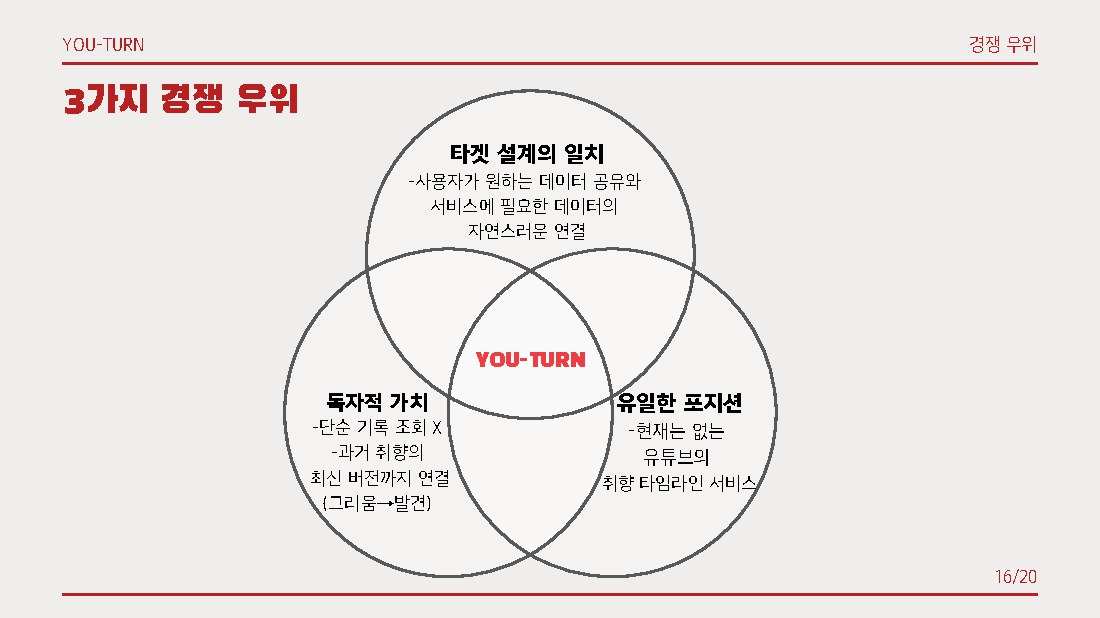 YOU-TURN
경쟁 우위
3가지 경쟁 우위
타겟 설계의 일치
-사용자가 원하는 데이터 공유와
서비스에 필요한 데이터의
자연스러운 연결
YOU-TURN
독자적 가치
-단순 기록 조회 X
-과거 취향의
최신 버전까지 연결
(그리움→발견)
유일한 포지션
-현재는 없는
유튜브의
취향 타임라인 서비스
16/20